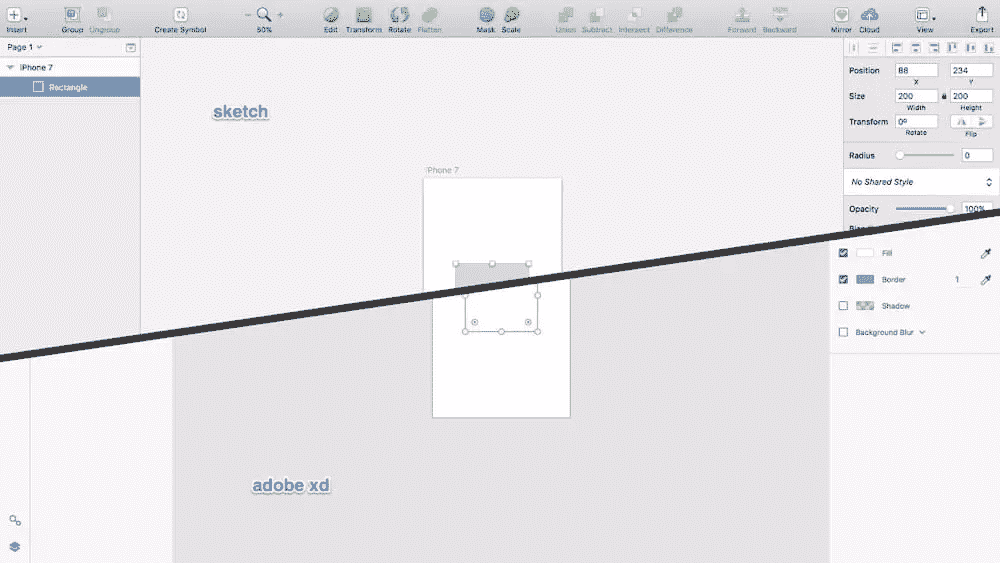 Insert Group Ungroup Create Symbol 50% Edit Transform Rotate Flatten Mask Scale Union Subtract Intersect Difference Forward Backward Mirror Cloud View Export
Page 1
iPhone 7
Rectangle
sketch
iPhone 7
Position 88 234
X Y
Size 200 200
Width Height
Transform 0º
Rotate Flip
Radius 0
No Shared Style
Opacity 100%
Fill
Border 1
Shadow
Background Blur
adobe xd